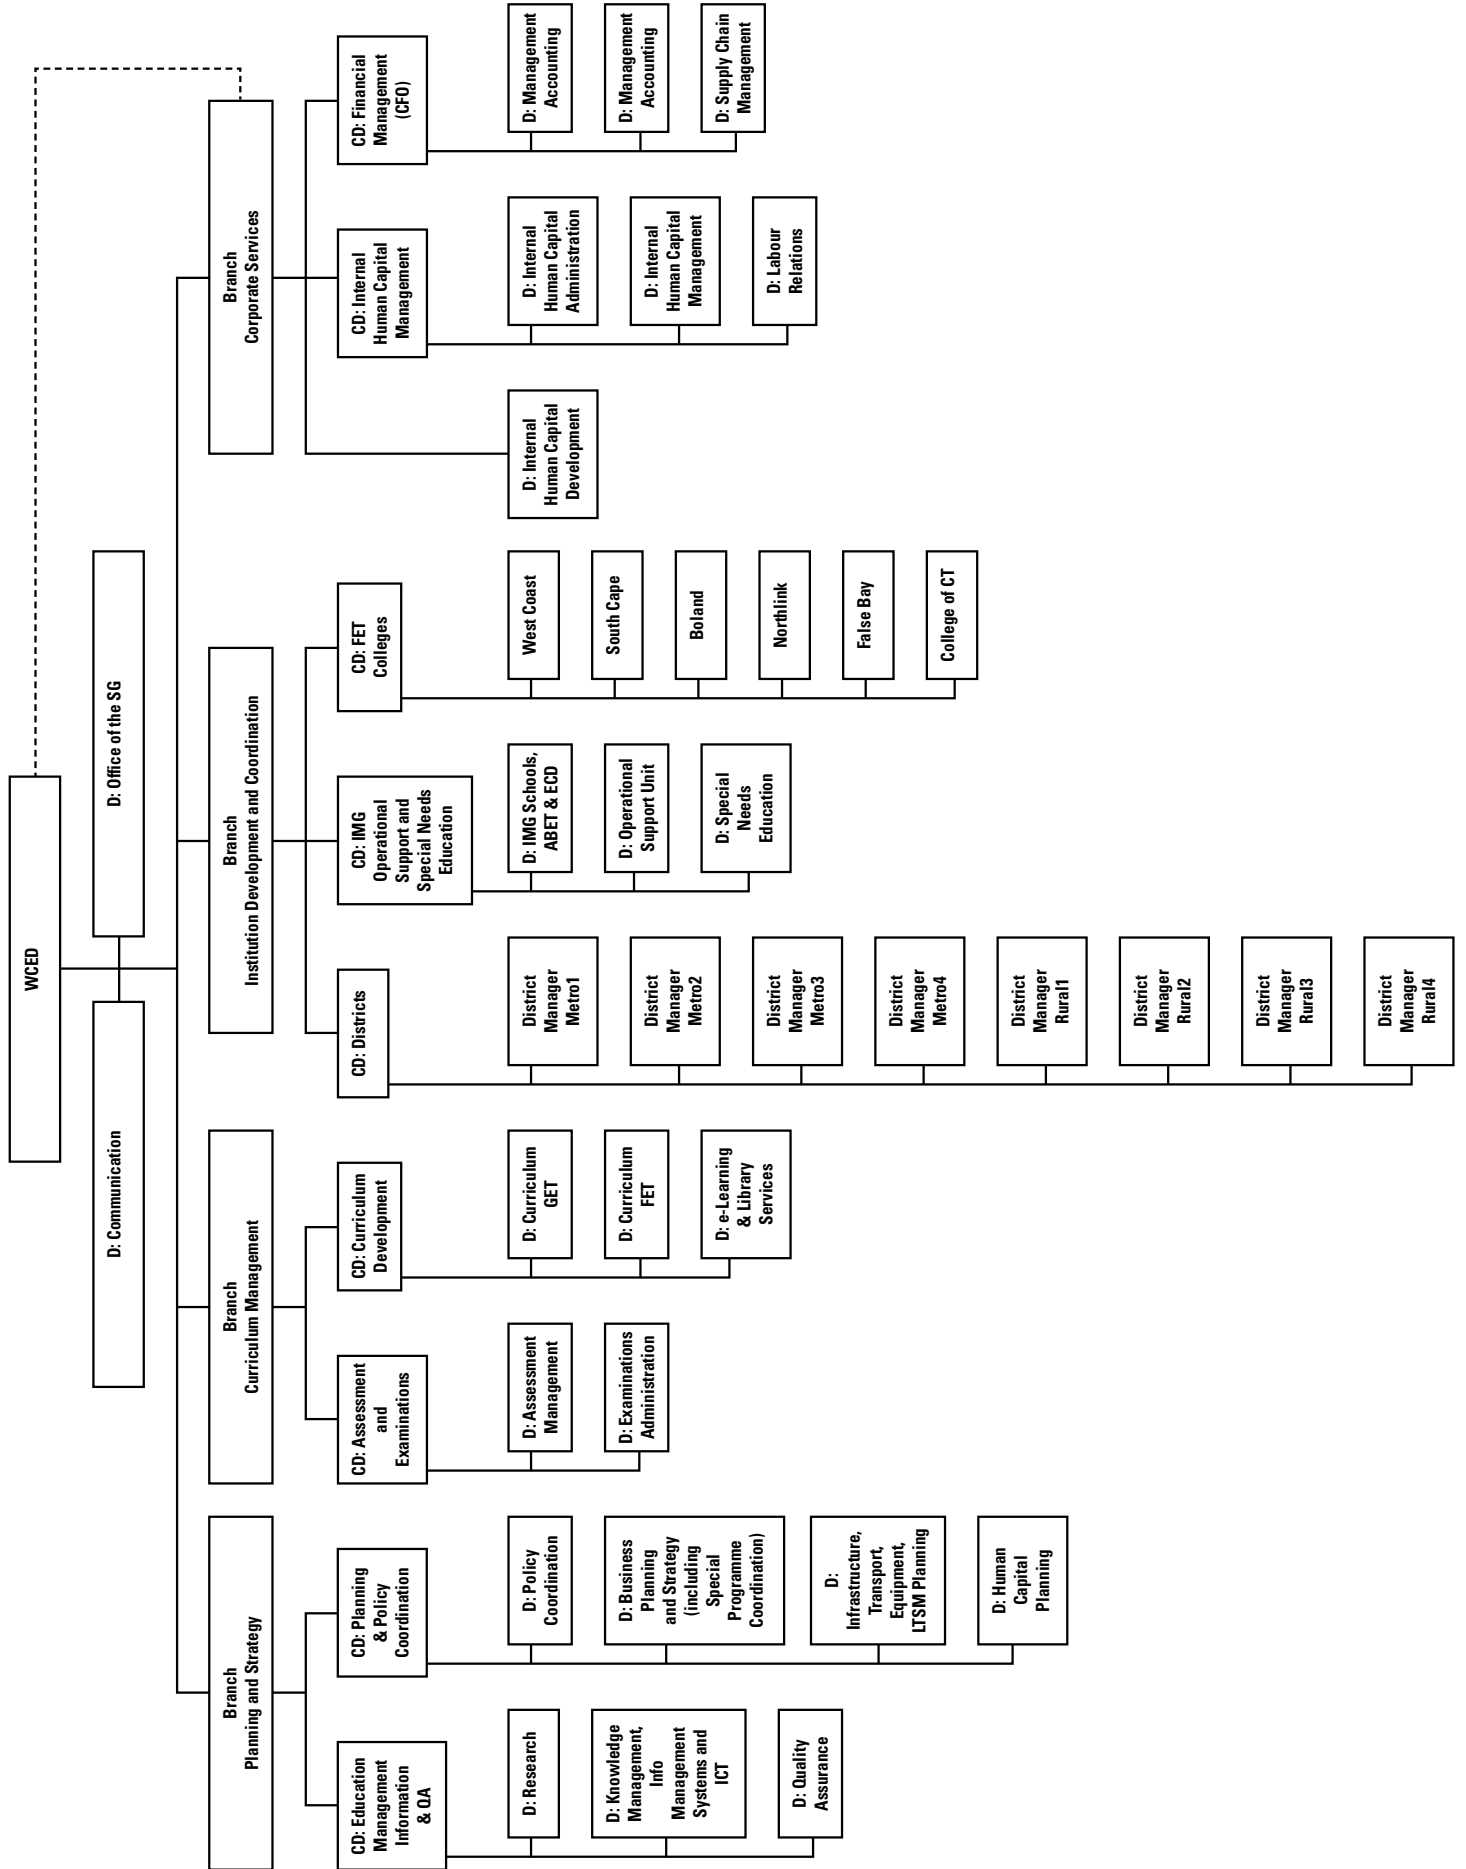 WCED
D: Communication
D: Office of the SG
Branch
Planning and Strategy
CD: Education
Management
Information
& QA
D: Research
D: Knowledge
Management,
Info
Management
Systems and
ICT
D: Quality
Assurance
CD: Planning
& Policy
Coordination
D: Policy
Coordination
D: Business
Planning
and Strategy
(including
Special
Programme
Coordination)
D:
Infrastructure,
Transport,
Equipment,
LTSM Planning
D: Human
Capital
Planning
Branch
Curriculum Management
CD: Assessment
and
Examinations
D: Assessment
Management
D: Examinations
Administration
CD: Curriculum
Development
D: Curriculum
GET
D: Curriculum
FET
D: e-Learning
& Library
Services
Branch
Institution Development and Coordination
CD: Districts
District
Manager
Metro1
District
Manager
Metro2
District
Manager
Metro3
District
Manager
Metro4
District
Manager
Rural1
District
Manager
Rural2
District
Manager
Rural3
District
Manager
Rural4
CD: IMG
Operational
Support and
Special Needs
Education
D: IMG Schools,
ABET & ECD
D: Operational
Support Unit
D: Special
Needs
Education
CD: FET
Colleges
West Coast
South Cape
Boland
Northlink
False Bay
College of CT
Branch
Corporate Services
D: Internal
Human Capital
Development
CD: Internal
Human Capital
Management
D: Internal
Human Capital
Administration
D: Internal
Human Capital
Management
D: Labour
Relations
CD: Financial
Management
(CFO)
D: Management
Accounting
D: Management
Accounting
D: Supply Chain
Management